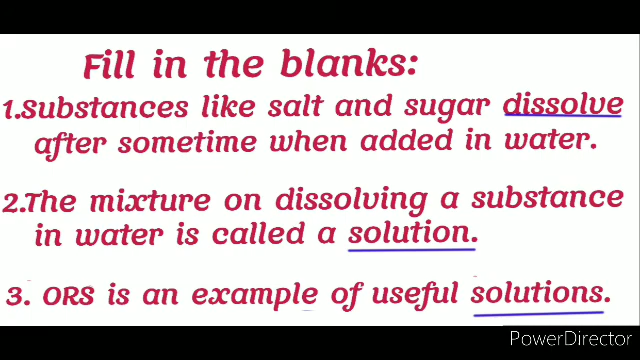 Fill in the blanks:
1.Substances like salt and sugar dissolve
after sometime when added in water.
2.The mixture on dissolving a substance
in water is called a solution.
3. ORS is an example of useful solutions.
PowerDirector